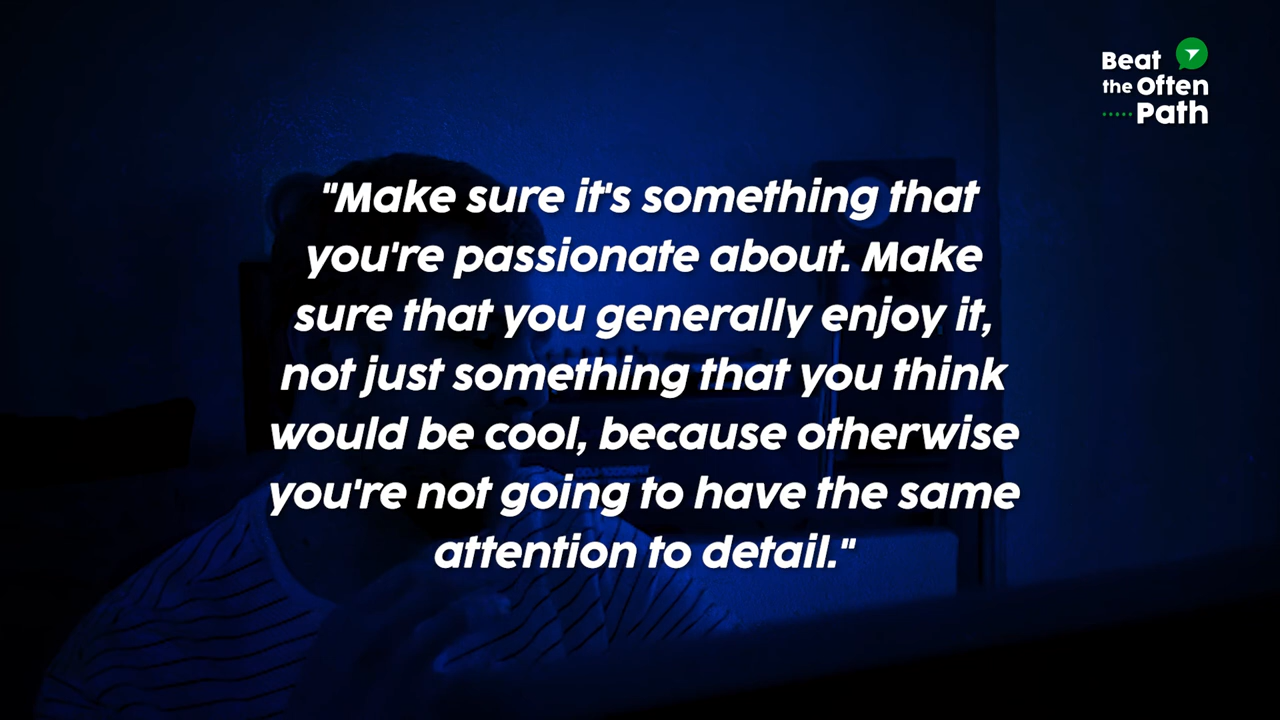 Beat
the Often
Path
"Make sure it's something that
you're passionate about. Make
sure that you generally enjoy it,
not just something that you think
would be cool, because otherwise
you're not going to have the same
attention to detail."